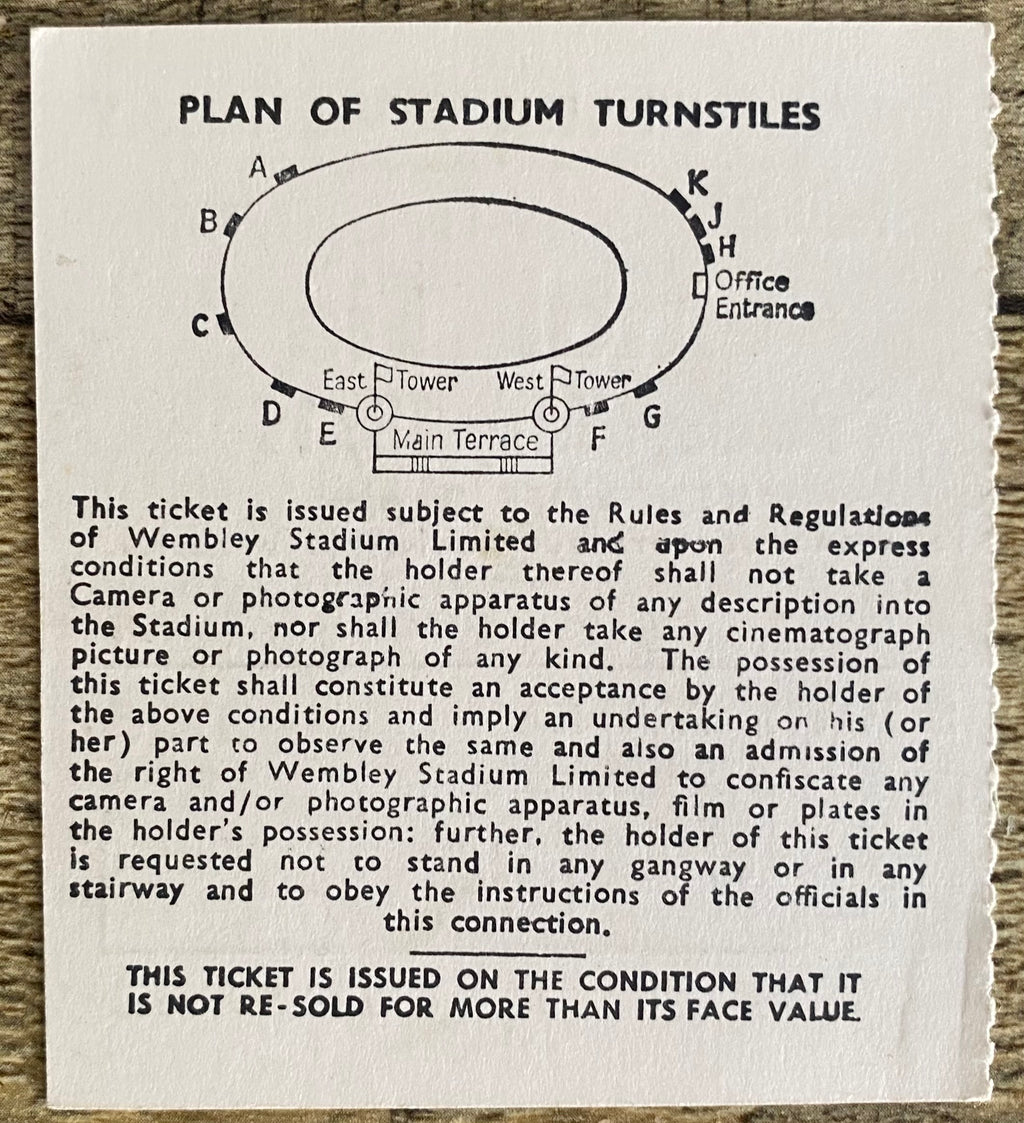 PLAN OF STADIUM TURNSTILES
A
K
B
J
H
Office
Entrance
C
East Tower West Tower
D
E
Main Terrace
F
G
This ticket is issued subject to the Rules and Regulations
of Wembley Stadium Limited and upon the express
conditions that the holder thereof shall not take a
Camera or photographic apparatus of any description into
the Stadium, nor shall the holder take any cinematograph
picture or photograph of any kind. The possession of
this ticket shall constitute an acceptance by the holder of
the above conditions and imply an undertaking on his (or
her) part to observe the same and also an admission of
the right of Wembley Stadium Limited to confiscate any
camera and/or photographic apparatus, film or plates in
the holder's possession: further, the holder of this ticket
is requested not to stand in any gangway or in any
stairway and to obey the instructions of the officials in
this connection.
THIS TICKET IS ISSUED ON THE CONDITION THAT IT
IS NOT RE-SOLD FOR MORE THAN ITS FACE VALUE.